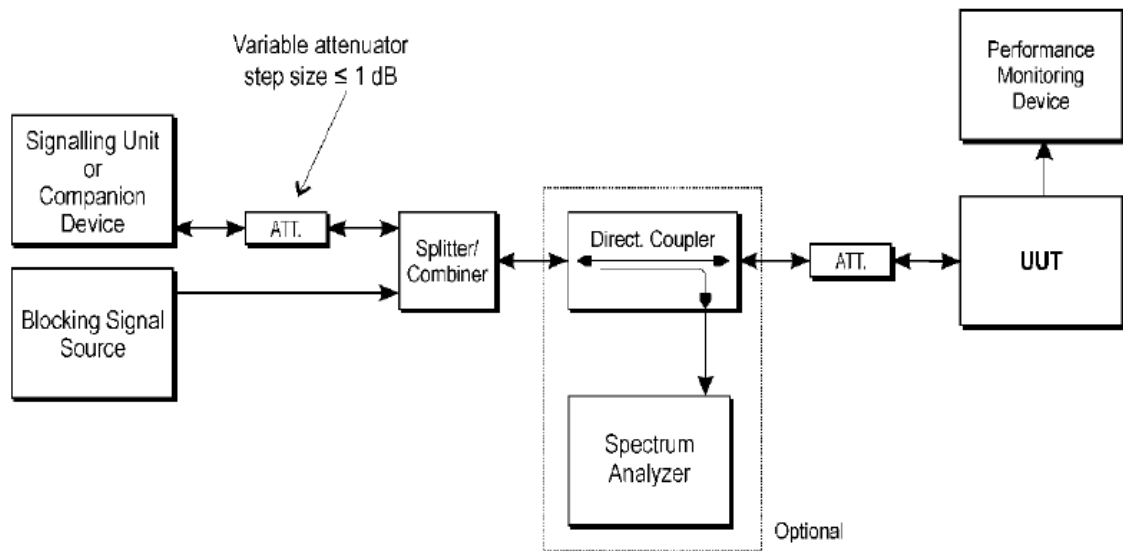 Variable attenuator
step size ≤ 1 dB
Performance
Monitoring
Device
Signalling Unit
or
Companion
Device
ATT.
Splitter/
Combiner
Direct. Coupler
ATT.
UUT
Blocking Signal
Source
Spectrum
Analyzer
Optional